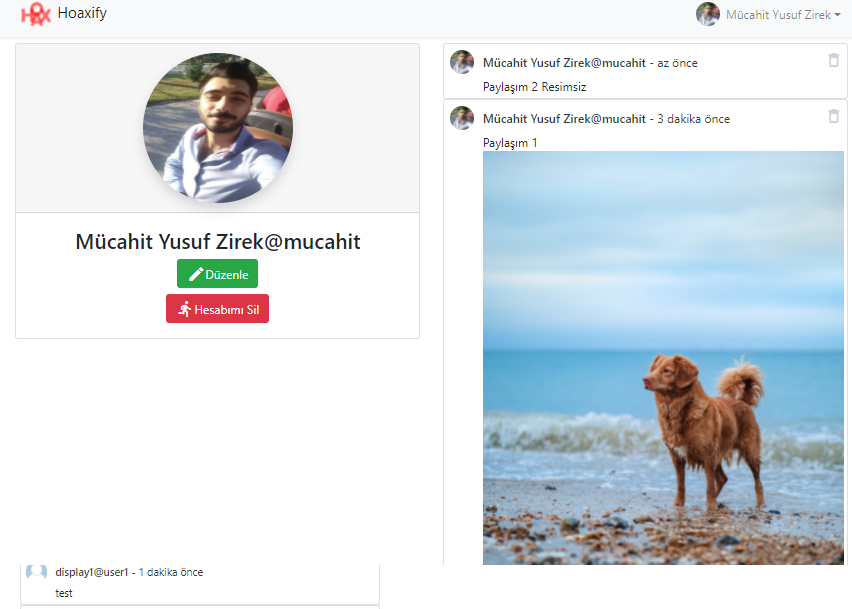 Hoaxify
Mücahit Yusuf Zirek
Mücahit Yusuf Zirek@mucahit
Düzenle
Hesabımı Sil
Mücahit Yusuf Zirek@mucahit - az önce
Paylaşım 2 Resimsiz
Mücahit Yusuf Zirek@mucahit - 3 dakika önce
Paylaşım 1
display1@user1 - 1 dakika önce
test